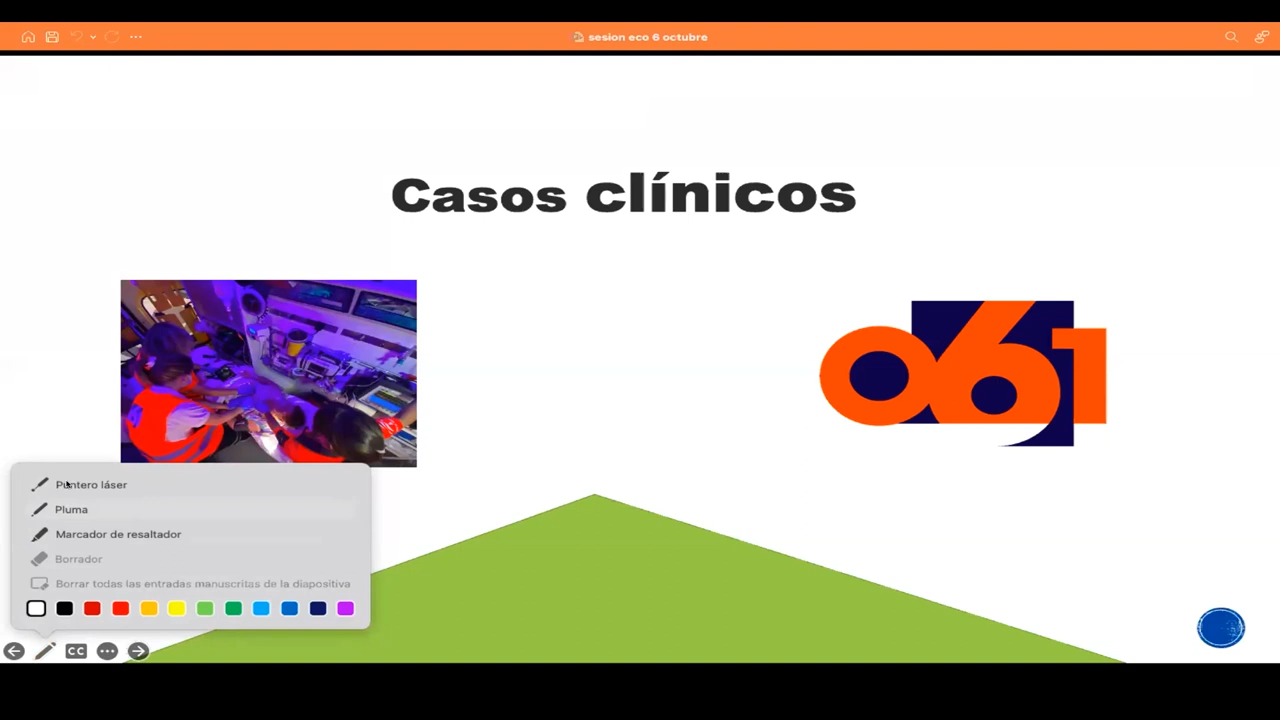 sesion eco 6 octubre
Casos clínicos
061
Puntero láser
Pluma
Marcador de resaltador
Borrador
Borrar todas las entradas manuscritas de la diapositiva
CC